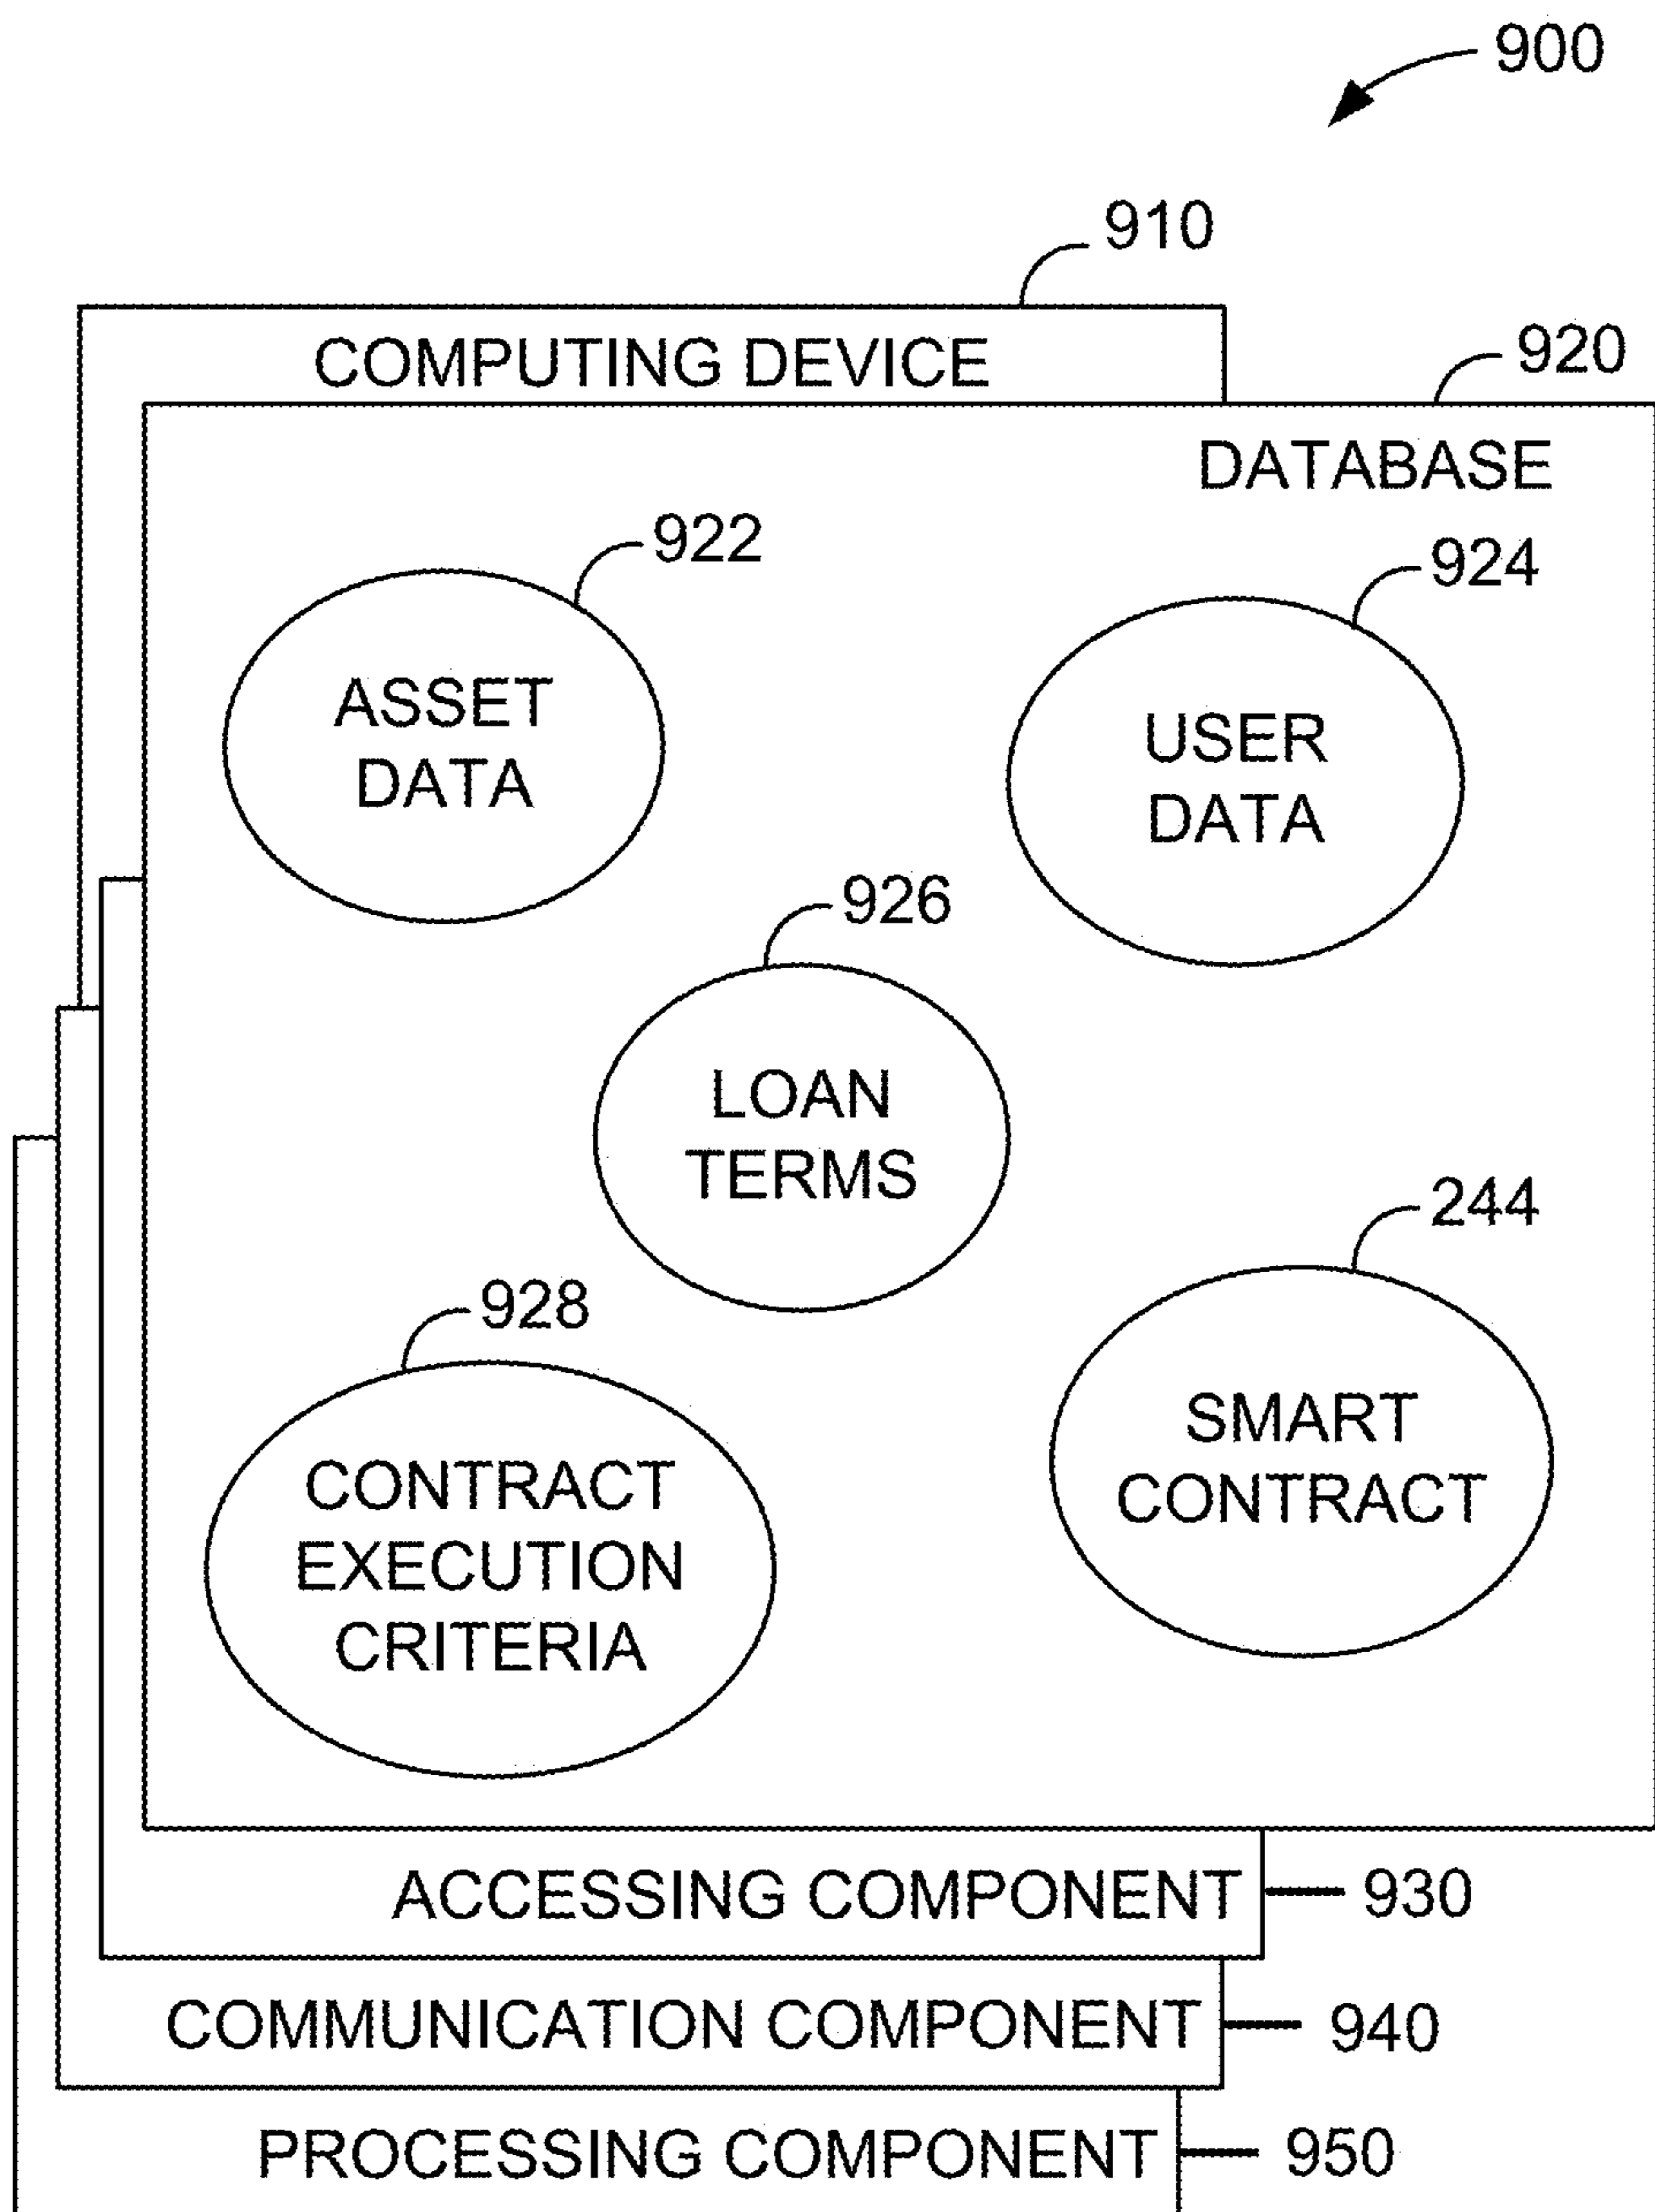 900
910
COMPUTING DEVICE
920
DATABASE
922
924
ASSET
DATA
USER
DATA
926
LOAN
TERMS
244
928
SMART
CONTRACT
CONTRACT
EXECUTION
CRITERIA
ACCESSING COMPONENT
930
COMMUNICATION COMPONENT
940
PROCESSING COMPONENT
950